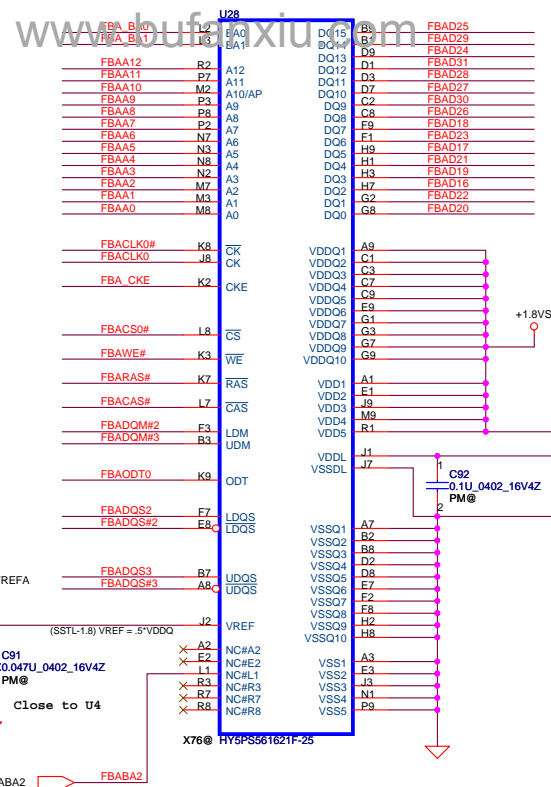 U28
www.bufanxiu.com
FBA_BA0 L2 BA0 DQ15 B9 FBAD25
FBA_BA1 L3 BA1 DQ14 B1 FBAD29
DQ13 D9 FBAD24
FBAA12 R2 A12 DQ12 D1 FBAD31
FBAA11 P7 A11 DQ11 D3 FBAD28
FBAA10 M2 A10/AP DQ10 D7 FBAD27
FBAA9 P3 A9 DQ9 C2 FBAD30
FBAA8 P8 A8 DQ8 C8 FBAD26
FBAA7 P2 A7 DQ7 F9 FBAD18
FBAA6 N7 A6 DQ6 F1 FBAD23
FBAA5 N3 A5 DQ5 H9 FBAD17
FBAA4 N8 A4 DQ4 H1 FBAD21
FBAA3 N2 A3 DQ3 H3 FBAD19
FBAA2 M7 A2 DQ2 H7 FBAD16
FBAA1 M3 A1 DQ1 G2 FBAD22
FBAA0 M8 A0 DQ0 G8 FBAD20
FBACLK0# K8 CK VDDQ1 A9
FBACLK0 J8 CK VDDQ2 C1
VDDQ3 C3
FBA_CKE K2 CKE VDDQ4 C7
VDDQ5 C9
VDDQ6 E9
VDDQ7 G1
+1.8VS
FBACS0# L8 CS VDDQ8 G3
VDDQ9 G7
FBAWE# K3 WE VDDQ10 G9
FBARAS# K7 RAS VDD1 A1
VDD2 E1
FBACAS# L7 CAS VDD3 J9
VDD4 M9
FBADQM#2 F3 LDM VDD5 R1
FBADQM#3 B3 UDM
VDDL J1
VSSDL J7
FBAODT0 K9 ODT
1
C92
0.1U_0402_16V4Z
PM@
2
FBADQS2 F7 LDQS
FBADQS#2 E8 LDQS VSSQ1 A7
VSSQ2 B2
VSSQ3 B8
VSSQ4 D2
FBADQS3 B7 UDQS VSSQ5 D8
FBADQS#3 A8 UDQS VSSQ6 E7
REFA
VSSQ7 F2
VSSQ8 F8
J2 VREF VSSQ9 H2
(SSTL-1.8) VREF = .5*VDDQ
VSSQ10 H8
A2 NC#A2
E2 NC#E2 VSS1 A3
L1 NC#L1 VSS2 E3
R3 NC#R3 VSS3 J3
R7 NC#R7 VSS4 N1
R8 NC#R8 VSS5 P9
C91
0.047U_0402_16V4Z
PM@
Close to U4
X76@ HY5PS561621F-25
ABA2 FBABA2